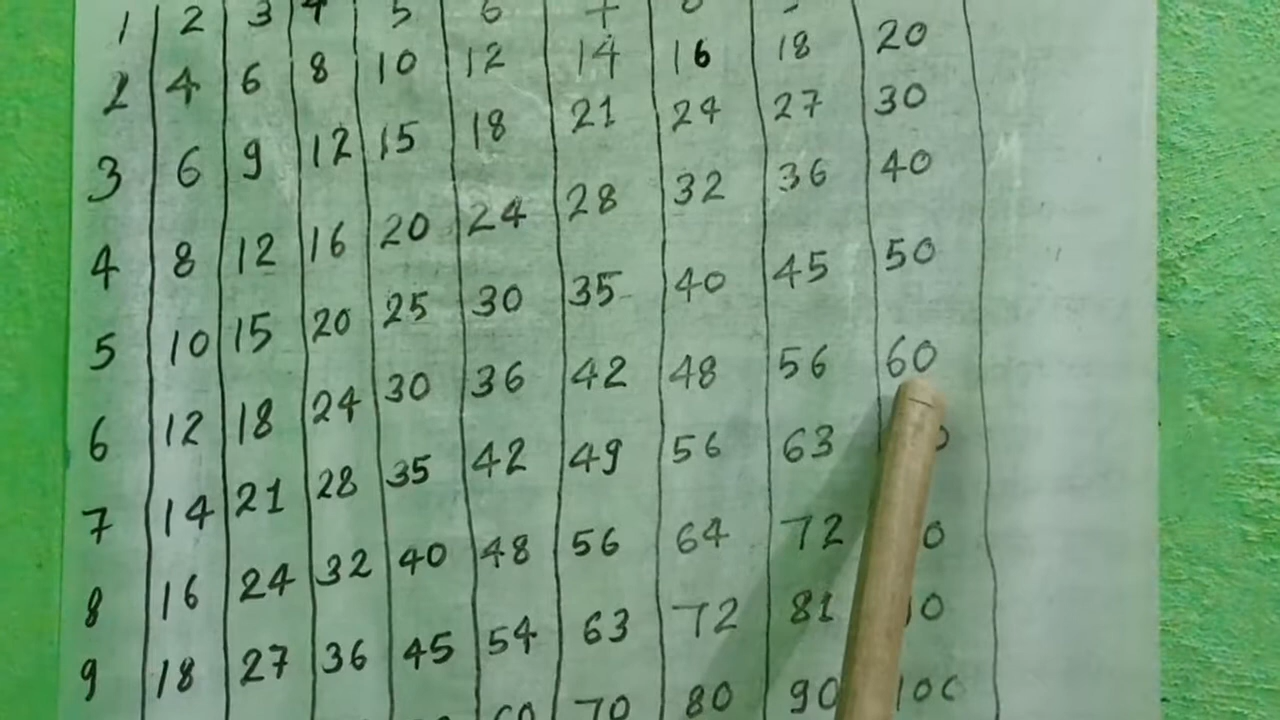 1 2 3 4 5 6 7
2 4 6 8 10 12 14 16 18 20
3 6 9 12 15 18 21 24 27 30
4 8 12 16 20 24 28 32 36 40
5 10 15 20 25 30 35 40 45 50
6 12 18 24 30 36 42 48 56 60
7 14 21 28 35 42 49 56 63
8 16 24 32 40 48 56 64 72
9 18 27 36 45 54 63 72 81
70 80 90 100